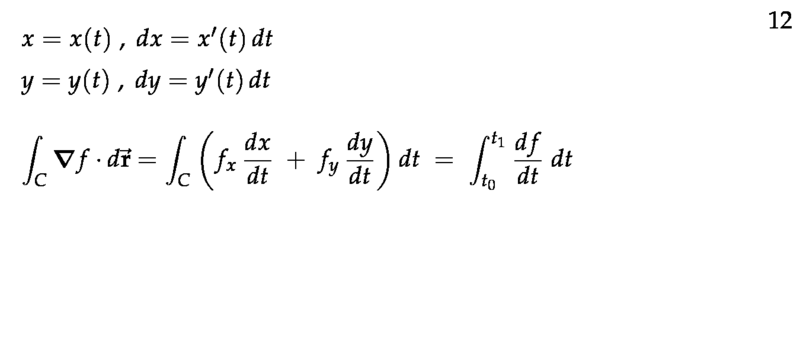 12
x = x(t) , dx = x′(t) dt
y = y(t) , dy = y′(t) dt
∫_C ∇f · dr⃗ = ∫_C (f_x dx/dt + f_y dy/dt) dt = ∫_{t_0}^{t_1} df/dt dt